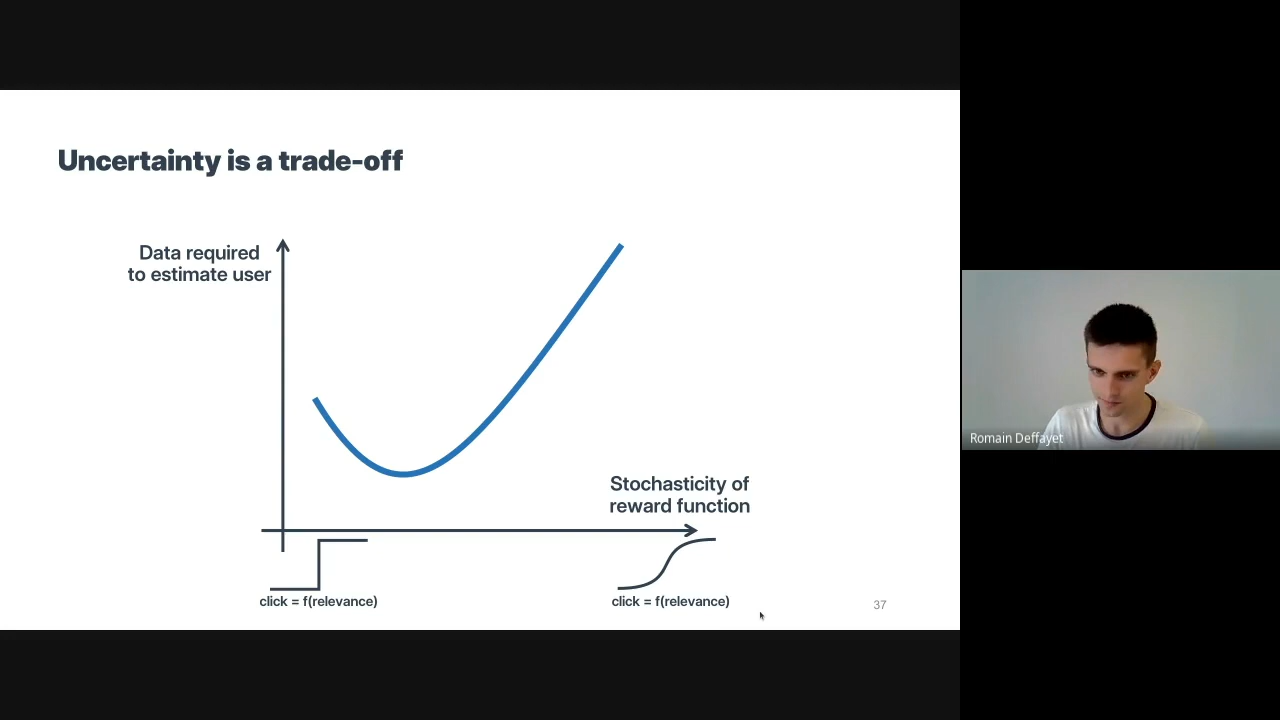 Uncertainty is a trade-off
Data required
to estimate user
Stochasticity of
reward function
click = f(relevance)
click = f(relevance)
37
Romain Deffayet